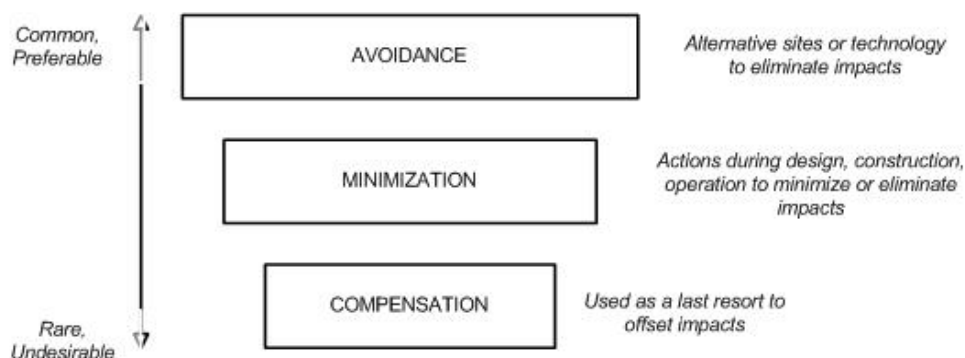 Common,
Preferable
AVOIDANCE
Alternative sites or technology
to eliminate impacts
MINIMIZATION
Actions during design, construction,
operation to minimize or eliminate
impacts
COMPENSATION
Used as a last resort to
offset impacts
Rare,
Undesirable